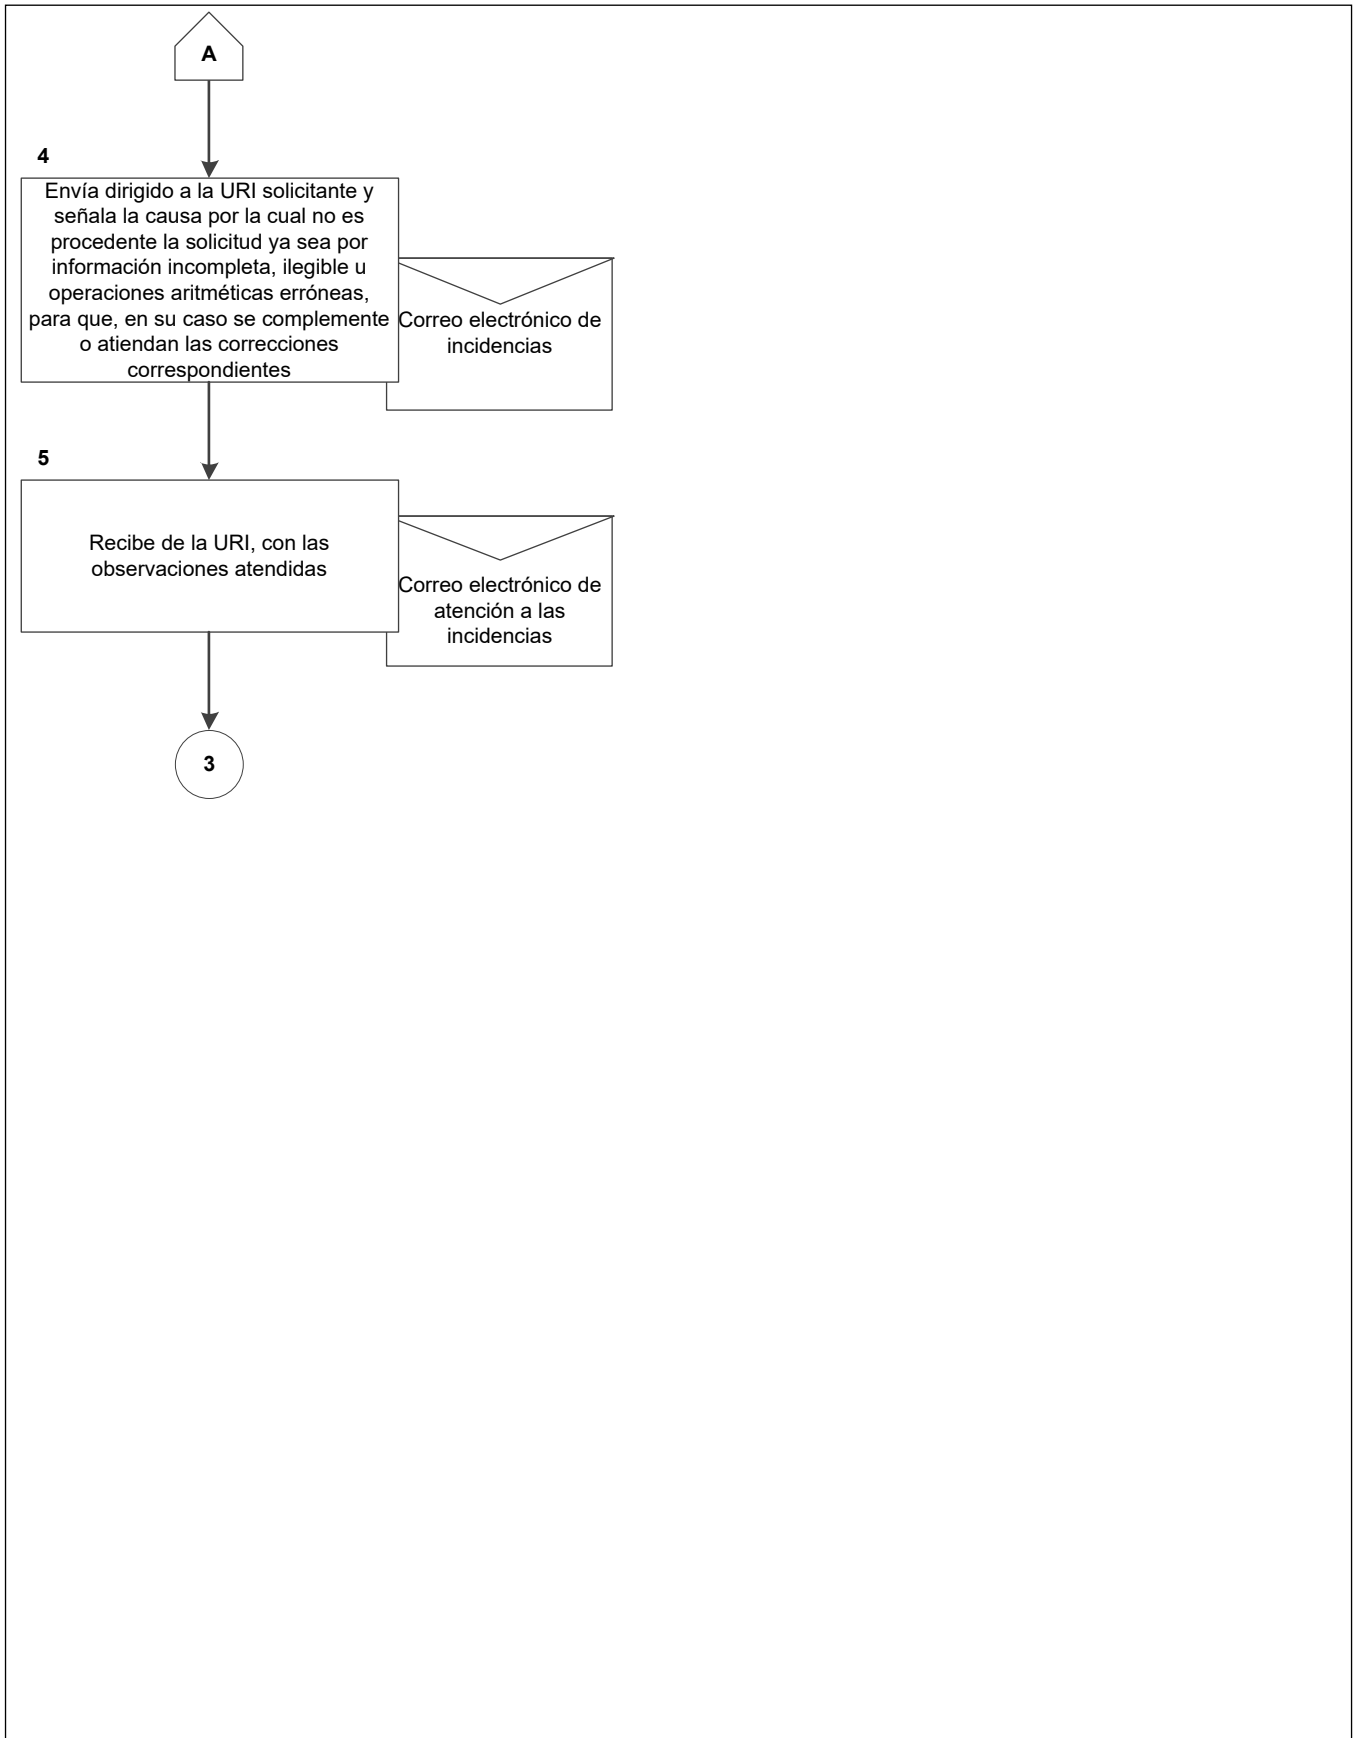 A
4
Envía dirigido a la URI solicitante y
señala la causa por la cual no es
procedente la solicitud ya sea por
información incompleta, ilegible u
operaciones aritméticas erróneas,
para que, en su caso se complemente
o atiendan las correcciones
correspondientes
Correo electrónico de
incidencias
5
Recibe de la URI, con las
observaciones atendidas
Correo electrónico de
atención a las
incidencias
3